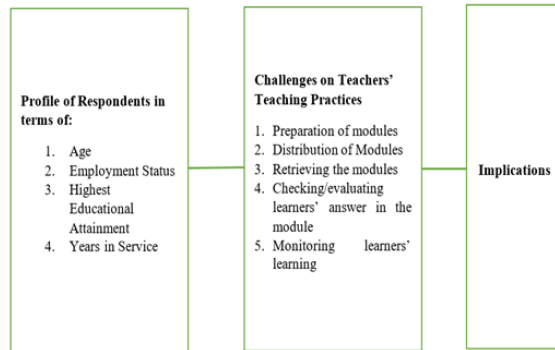 Profile of Respondents in
terms of:
1. Age
2. Employment Status
3. Highest
Educational
Attainment
4. Years in Service
Challenges on Teachers’
Teaching Practices
1. Preparation of modules
2. Distribution of Modules
3. Retrieving the modules
4. Checking/evaluating
learners’ answer in the
module
5. Monitoring learners’
learning
Implications